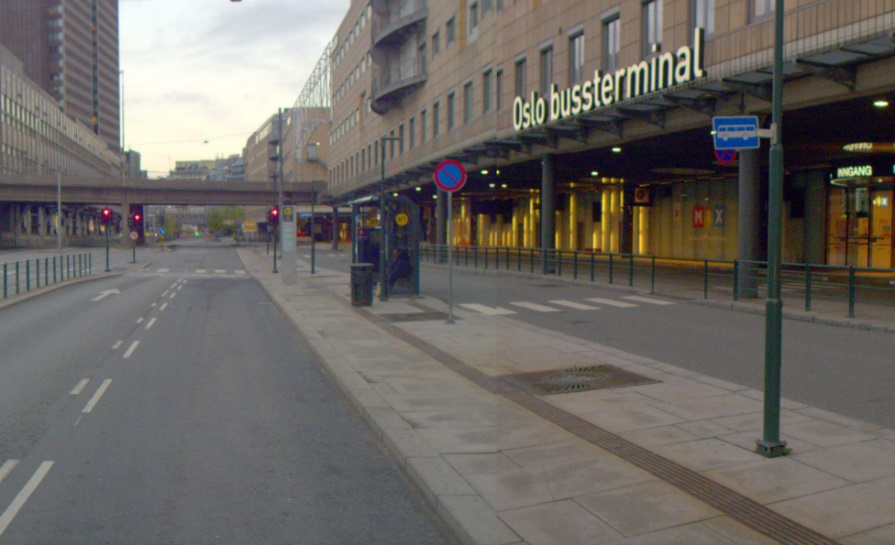 Oslo bussterminal
INNGANG
M X